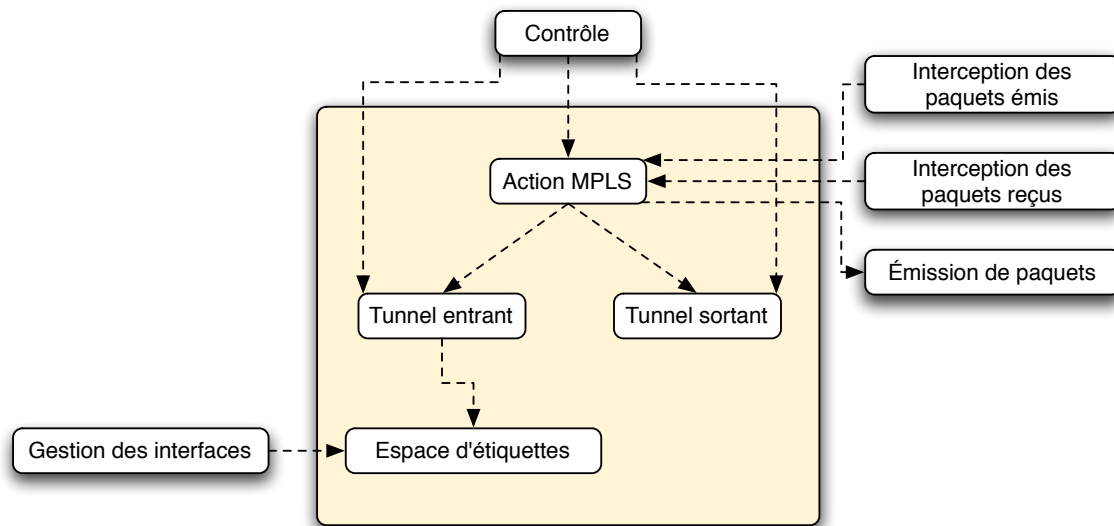 Contrôle
Interception des
paquets émis
Action MPLS
Interception des
paquets reçus
Émission de paquets
Tunnel entrant
Tunnel sortant
Gestion des interfaces
Espace d'étiquettes